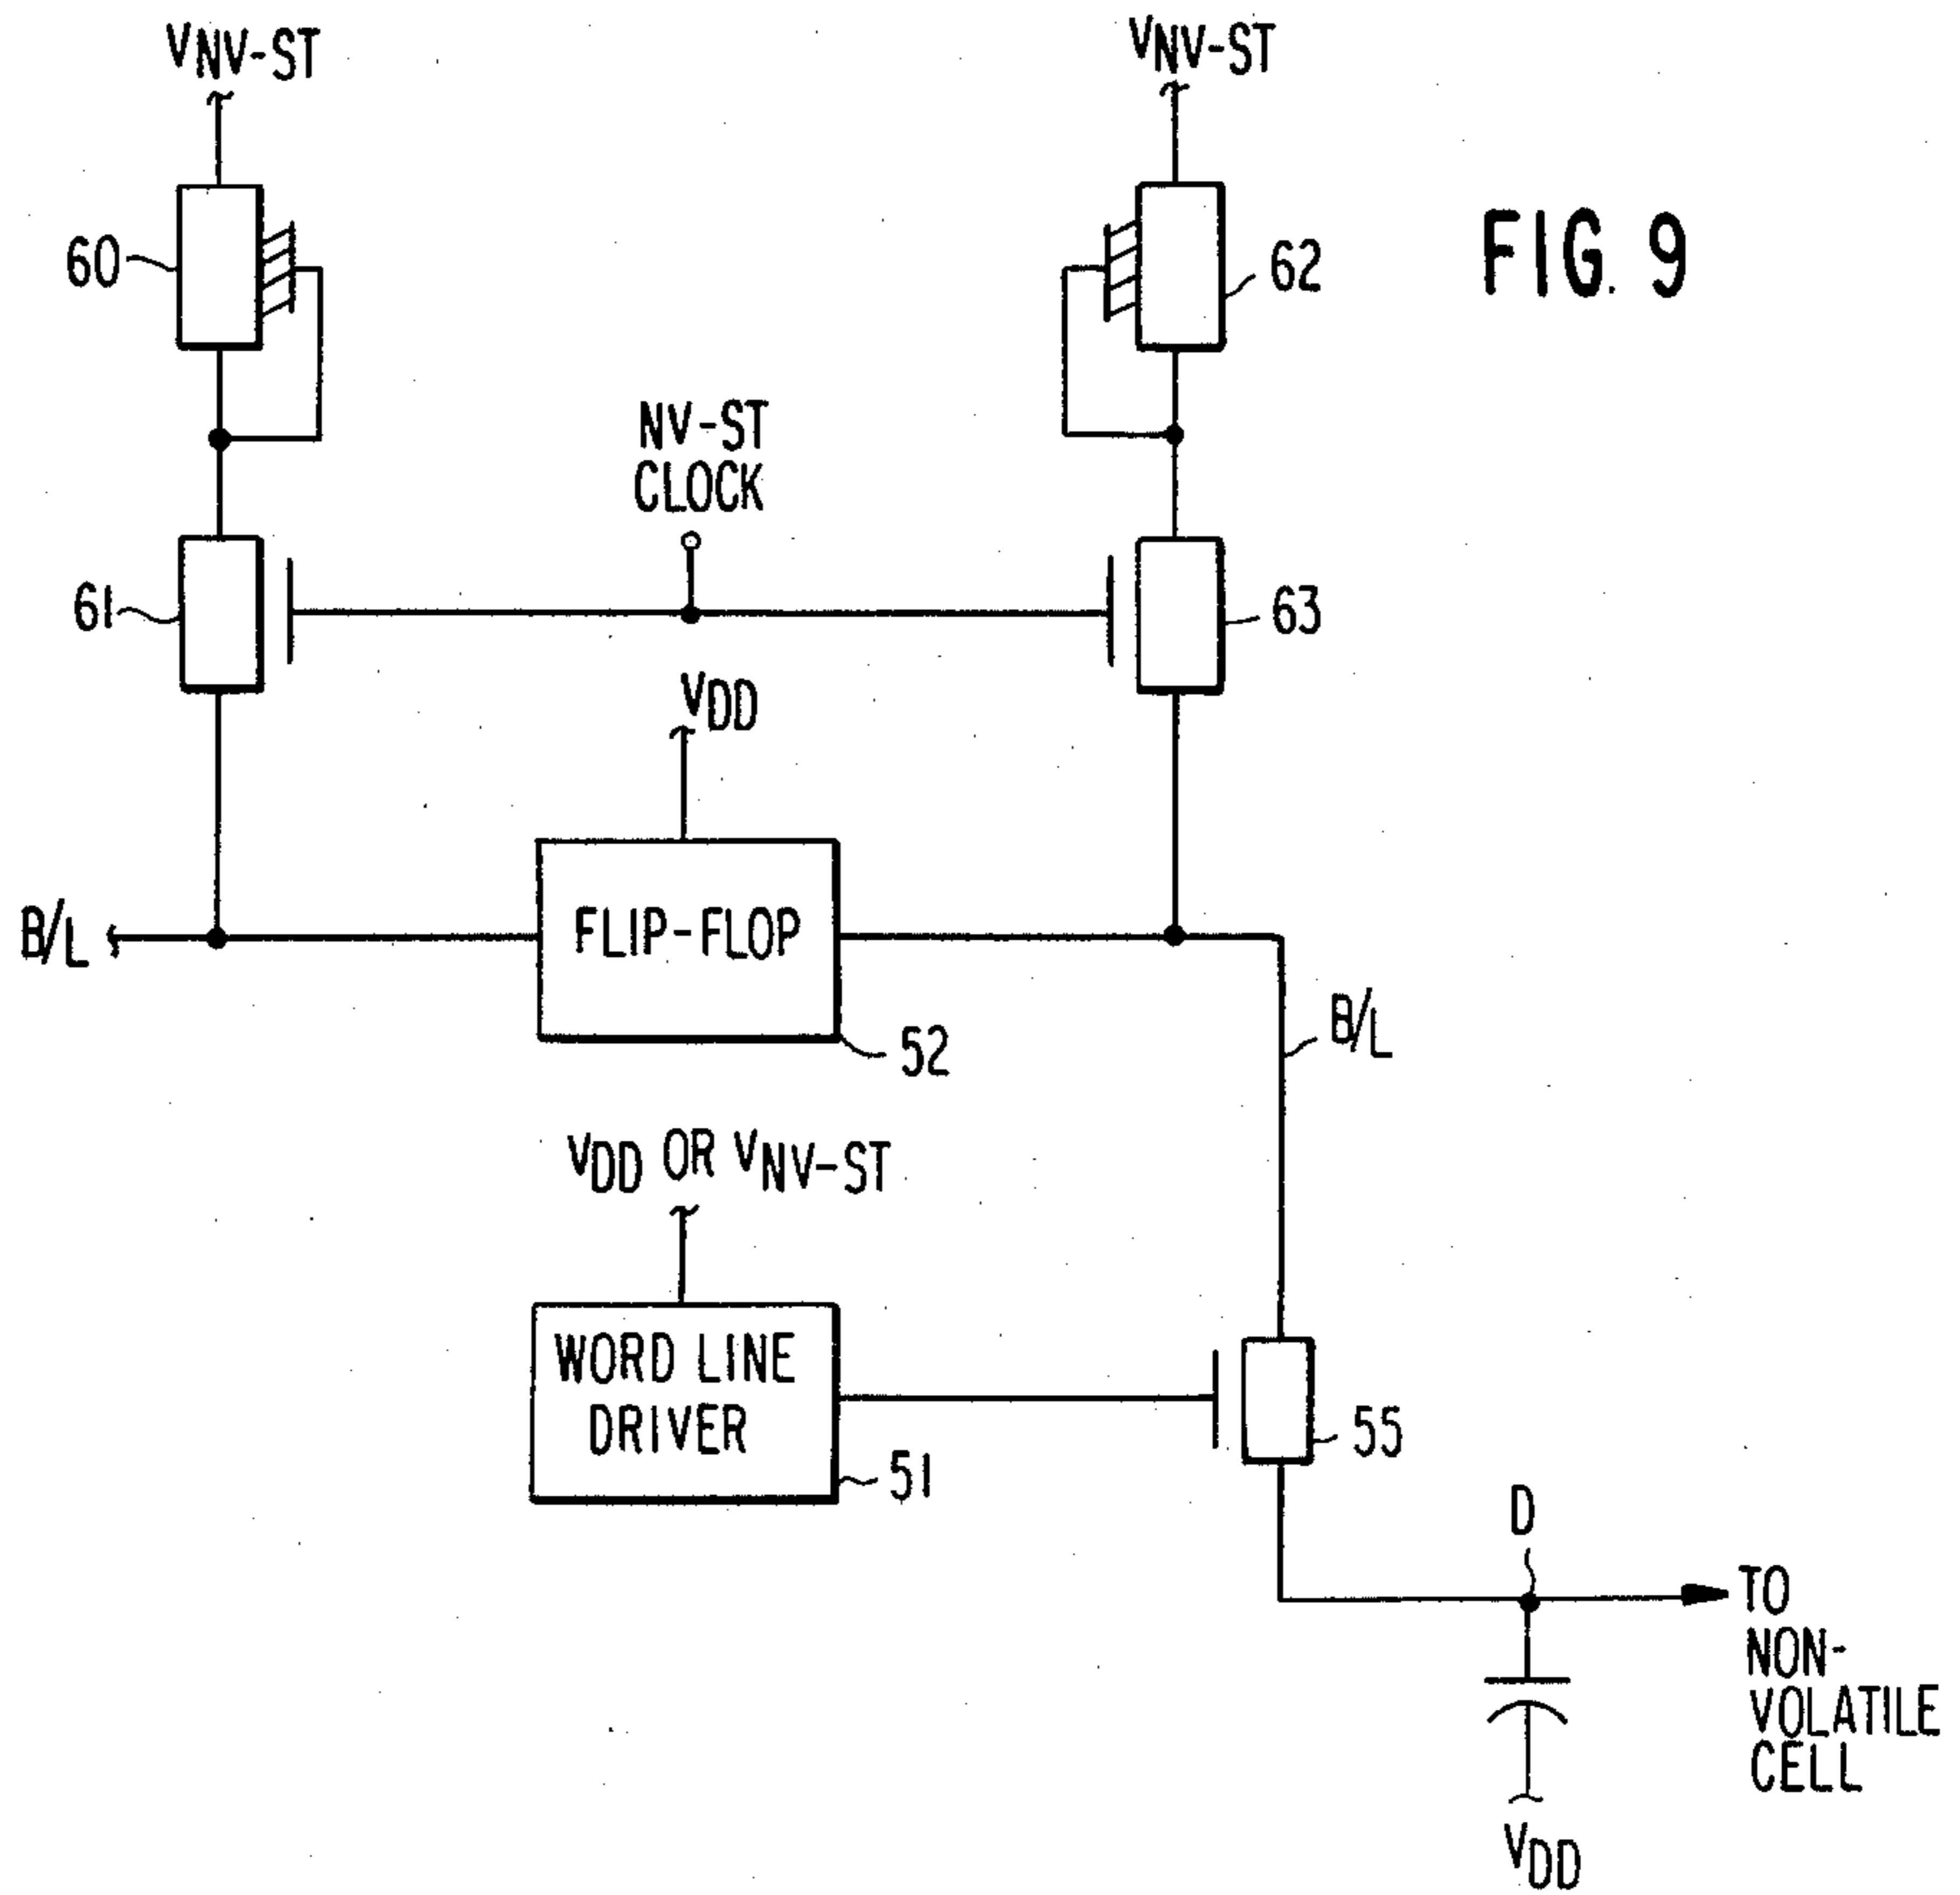 VNV-ST
VNV-ST
FIG. 9
60
62
NV-ST
CLOCK
61
63
VDD
B/L
FLIP-FLOP
52
B/L
VDD OR VNV-ST
WORD LINE
DRIVER
51
55
D
TO
NON-
VOLATILE
CELL
VDD